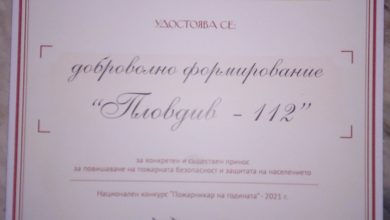 УДОСТОЯВА СЕ:
доброволно формирование
“Пловдив - 112”
за конкретен и съществен принос
за повишаване на пожарната безопасност и защитата на населението
Национален конкурс "Пожарникар на годината" - 2021 г.